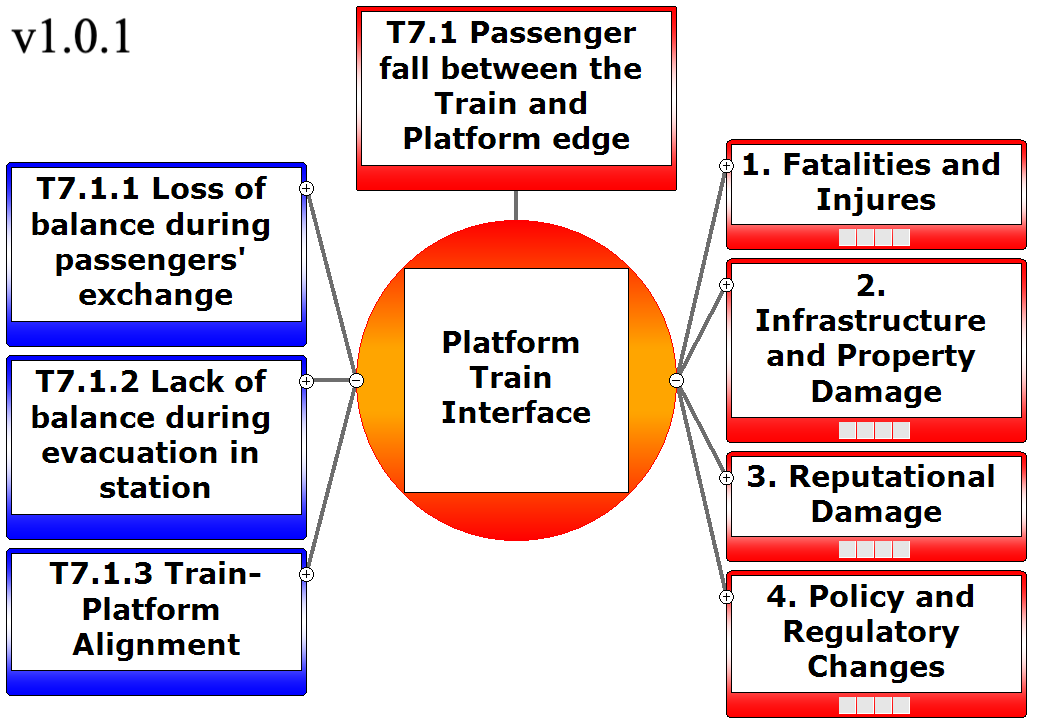 v1.0.1
T7.1 Passenger
fall between the
Train and
Platform edge
T7.1.1 Loss of
balance during
passengers'
exchange
T7.1.2 Lack of
balance during
evacuation in
station
T7.1.3 Train-
Platform
Alignment
Platform
Train
Interface
1. Fatalities and
Injures
2.
Infrastructure
and Property
Damage
3. Reputational
Damage
4. Policy and
Regulatory
Changes